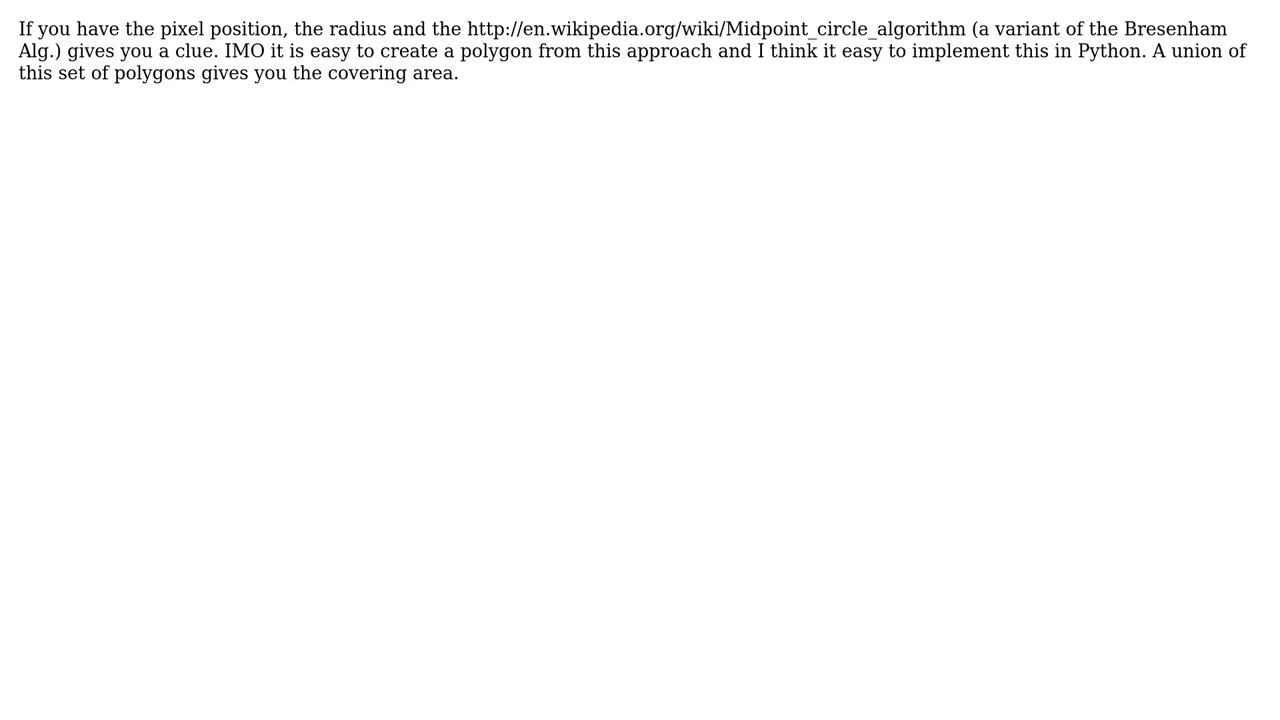 If you have the pixel position, the radius and the http://en.wikipedia.org/wiki/Midpoint_circle_algorithm (a variant of the Bresenham
Alg.) gives you a clue. IMO it is easy to create a polygon from this approach and I think it easy to implement this in Python. A union of
this set of polygons gives you the covering area.